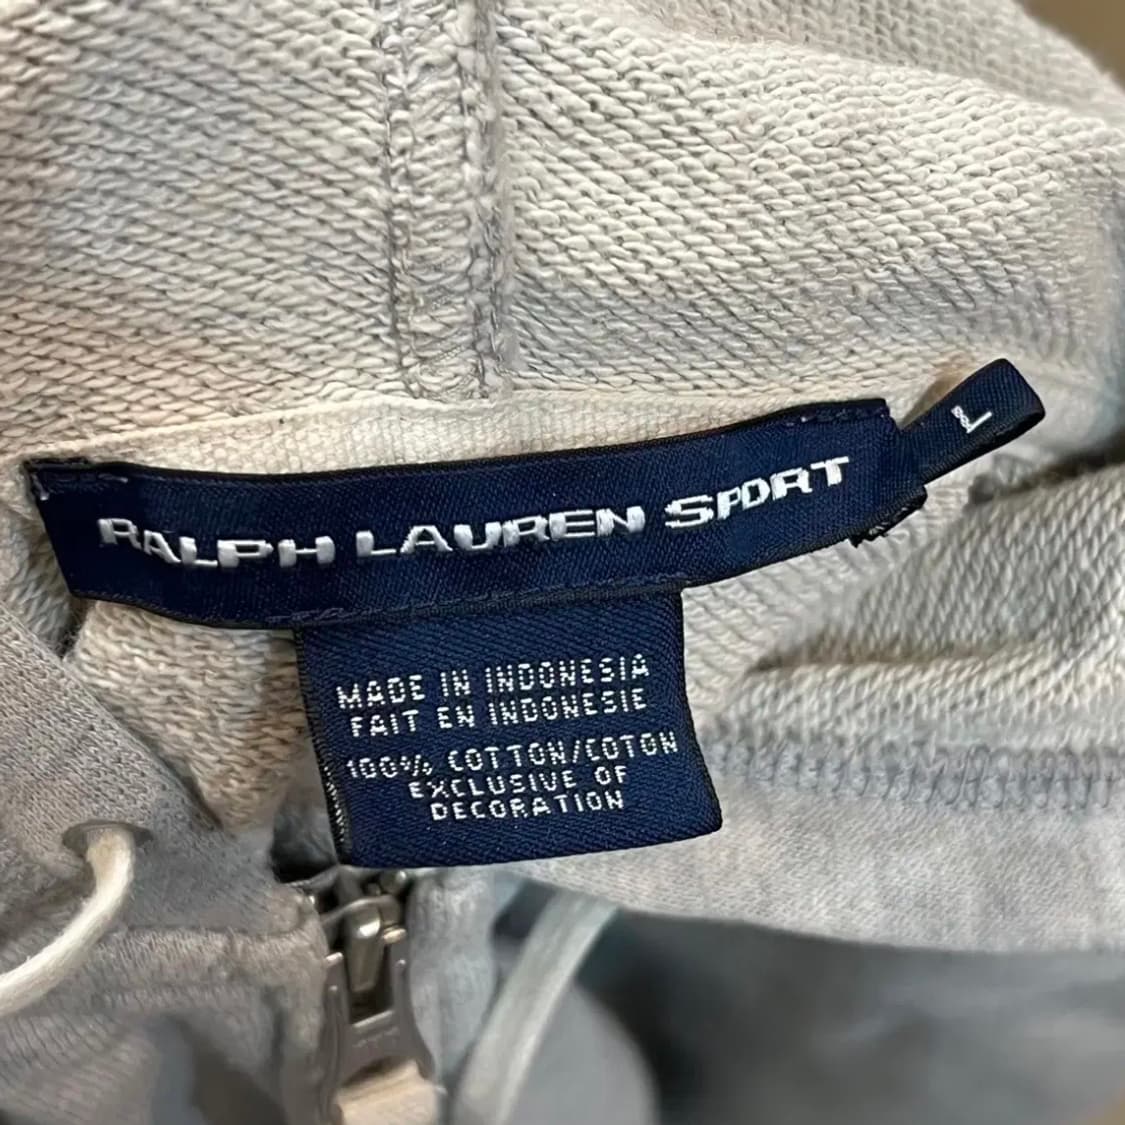 RALPH LAUREN SPORT
L
MADE IN INDONESIA
FAIT EN INDONESIE
100% COTTON/COTON
EXCLUSIVE OF
DECORATION